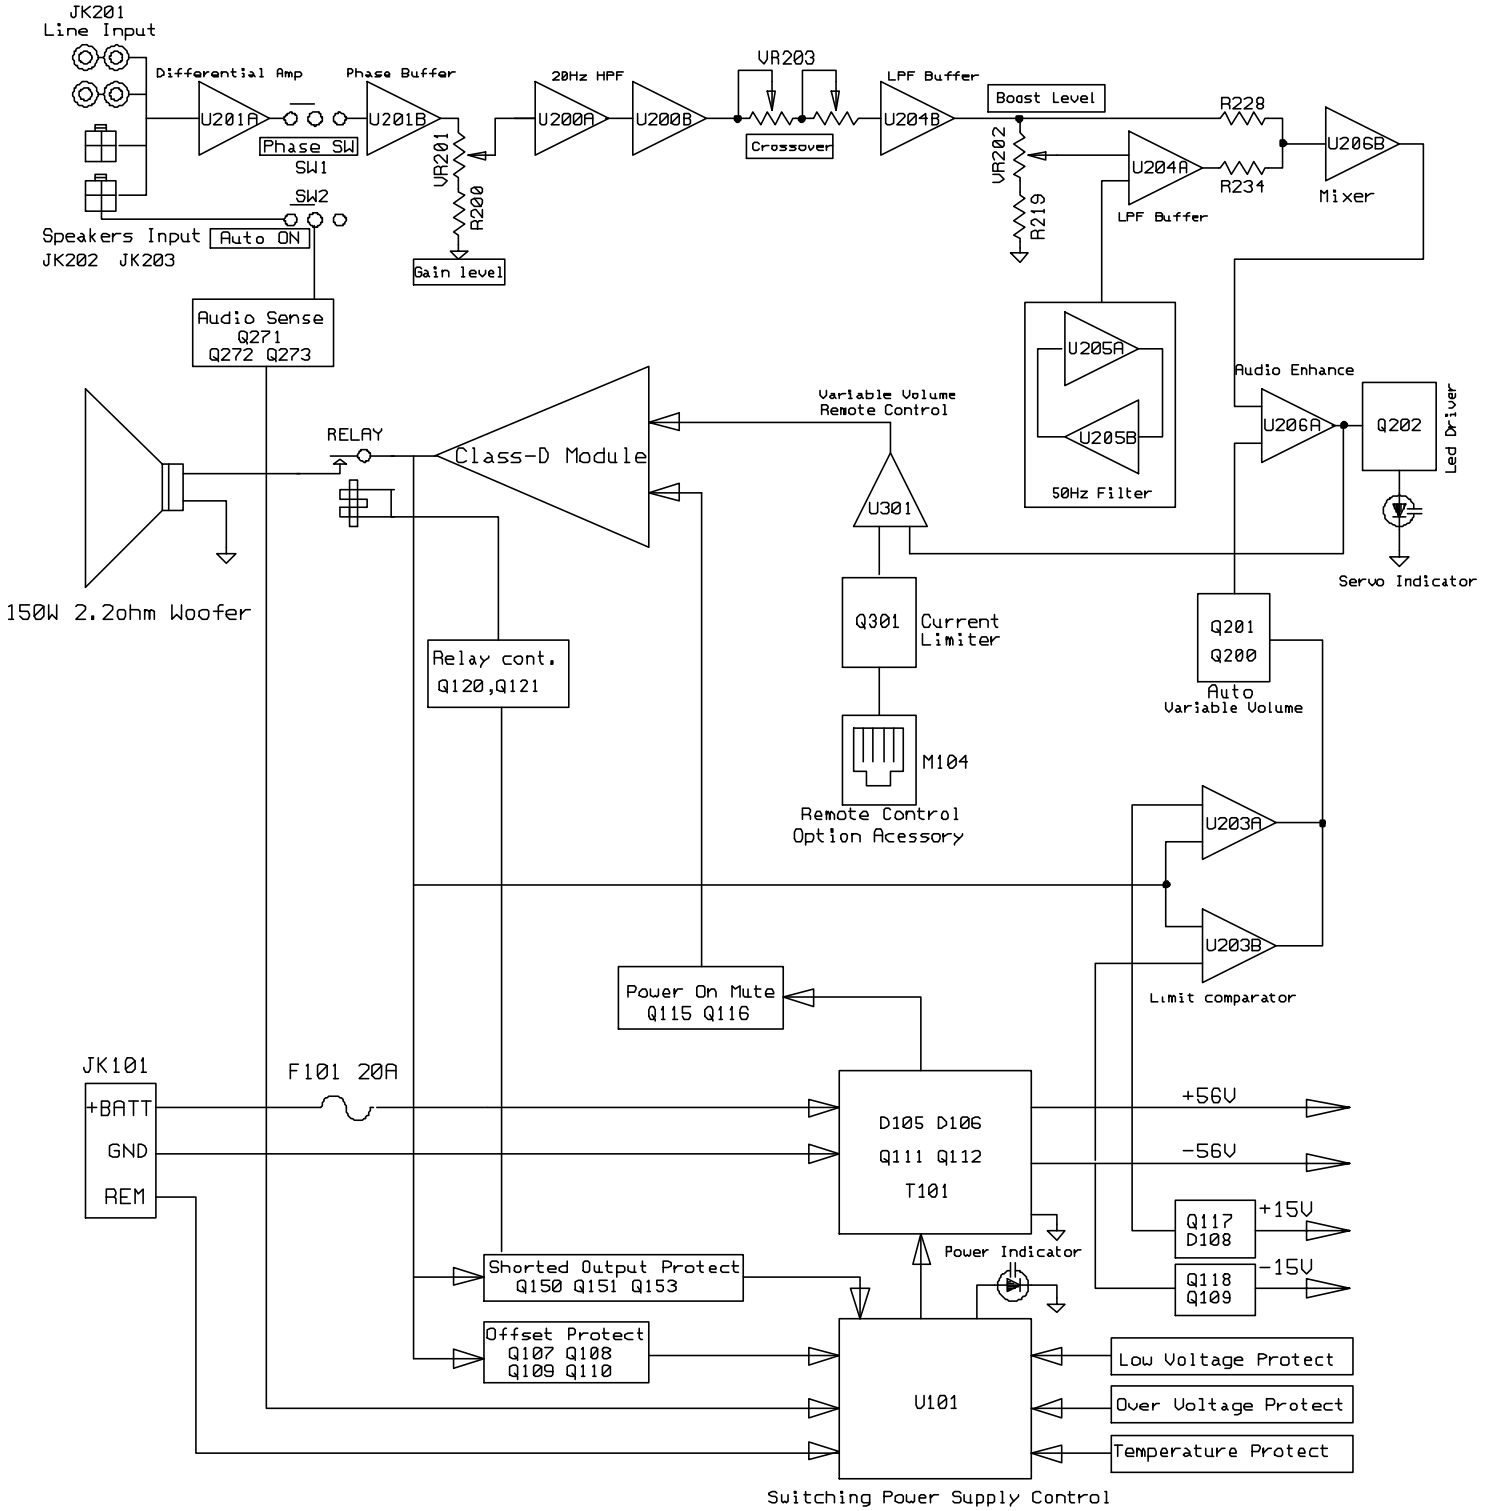 JK201
Line Input
Differential Amp
Phase Buffer
20Hz HPF
VR203
LPF Buffer
Boast Level
R228
U201A
U201B
U200A
U200B
U204B
U206B
Phase SW
SW1
VR201
Crossover
VR202
U204A
R234
Mixer
SW2
R200
R219
LPF Buffer
Speakers Input
Auto ON
JK202 JK203
Gain level
Audio Sense
Q271
Q272 Q273
U205A
U205B
50Hz Filter
Audio Enhance
U206A
Q202
Led Driver
Servo Indicator
Variable Volume
Remote Control
RELAY
Class-D Module
U301
150W 2.2ohm Woofer
Q301
Current
Limiter
Q201
Q200
Auto
Variable Volume
Relay cont.
Q120,Q121
M104
Remote Control
Option Acessory
U203A
U203B
Limit comparator
Power On Mute
Q115 Q116
JK101
F101 20A
+BATT
GND
REM
D105 D106
Q111 Q112
T101
+56V
-56V
Q117
D108
+15V
Q118
Q109
-15V
Power Indicator
Shorted Output Protect
Q150 Q151 Q153
Offset Protect
Q107 Q108
Q109 Q110
U101
Low Voltage Protect
Over Voltage Protect
Temperature Protect
Switching Power Supply Control